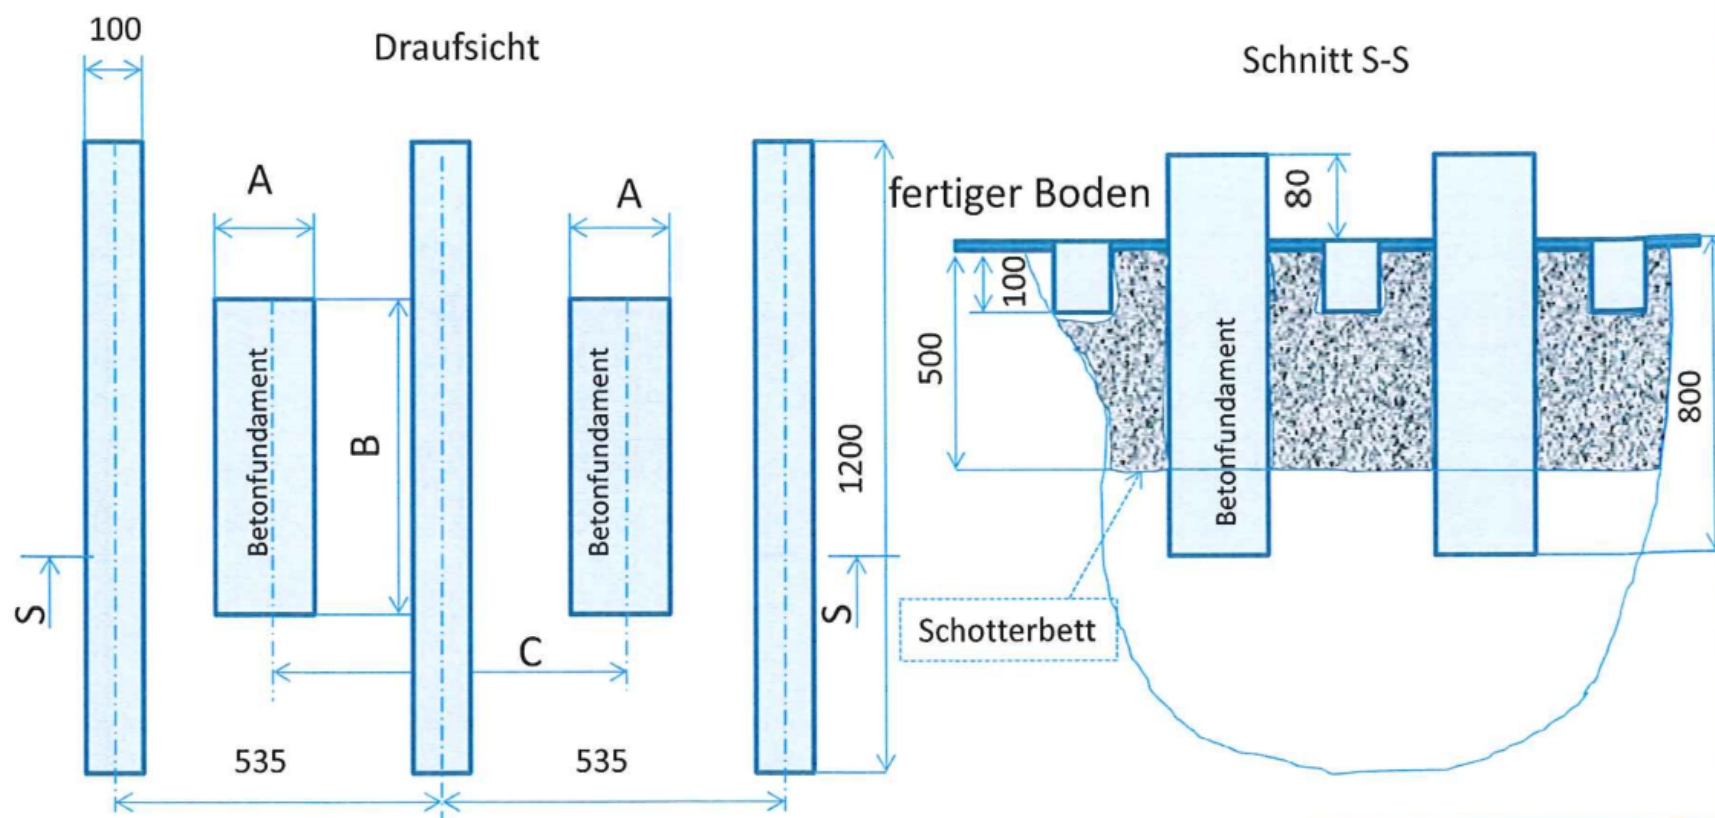 100
Draufsicht
A
A
Betonfundament
Betonfundament
B
C
1200
S
S
535
535
Schnitt S-S
fertiger Boden
80
100
500
800
Betonfundament
Schotterbett